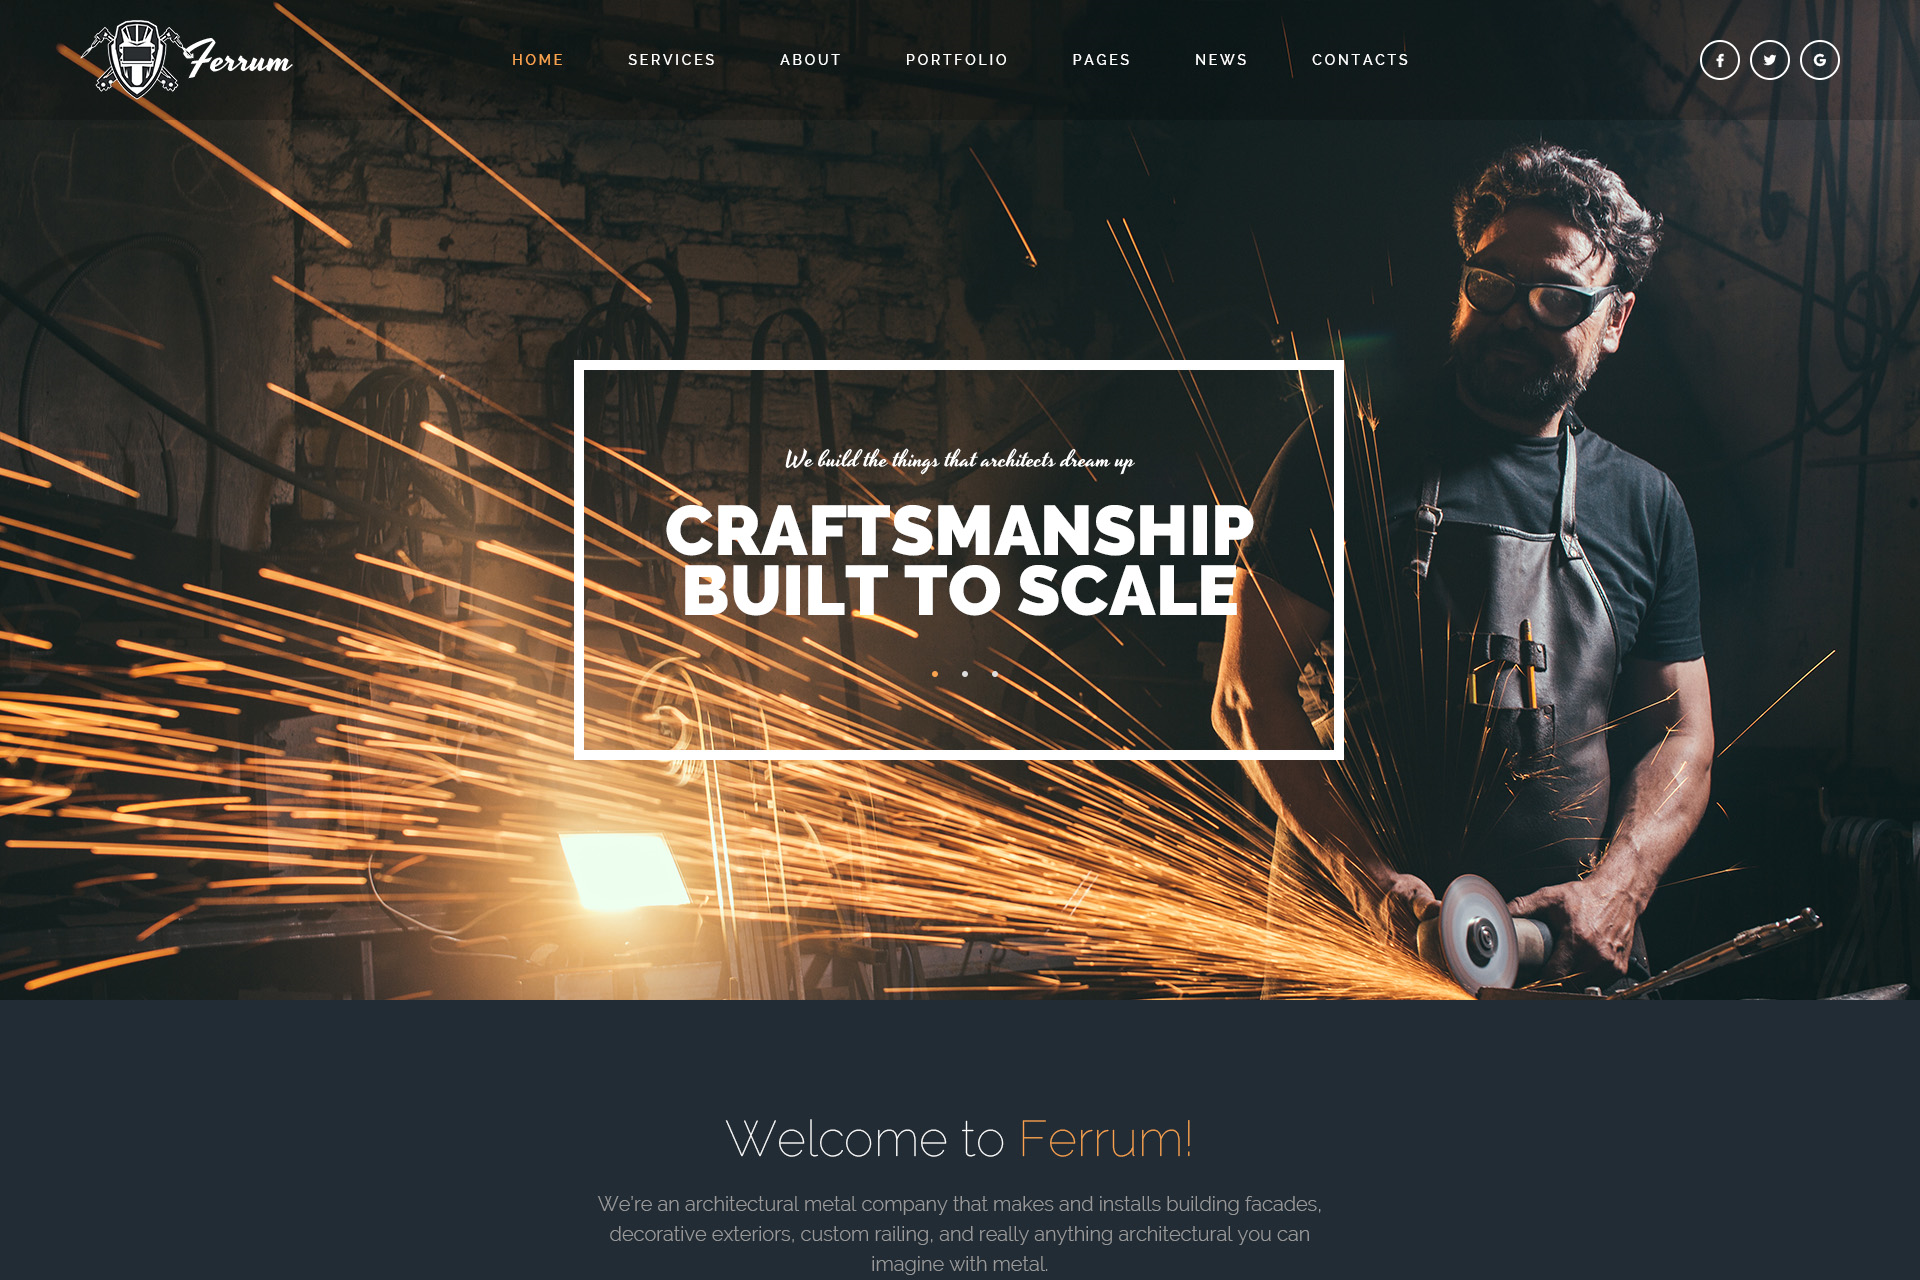 Ferrum
HOME SERVICES ABOUT PORTFOLIO PAGES NEWS CONTACTS
We build the things that architects dream up
CRAFTSMANSHIP
BUILT TO SCALE
Welcome to Ferrum!
We're an architectural metal company that makes and installs building facades,
decorative exteriors, custom railing, and really anything architectural you can
imagine with metal.